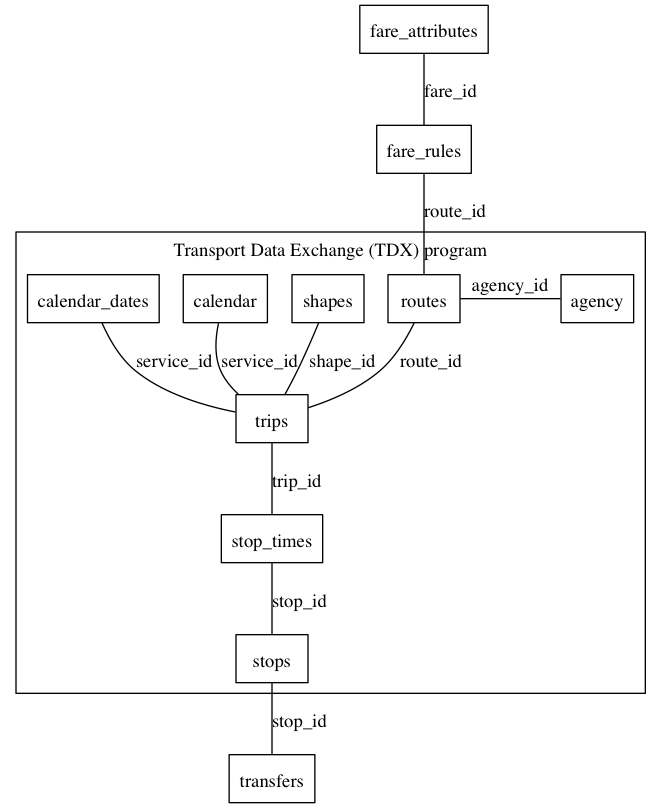 fare_attributes
fare_id
fare_rules
route_id
Transport Data Exchange (TDX) program
calendar_dates
calendar
shapes
routes
agency_id
agency
service_id
service_id
shape_id
route_id
trips
trip_id
stop_times
stop_id
stops
stop_id
transfers